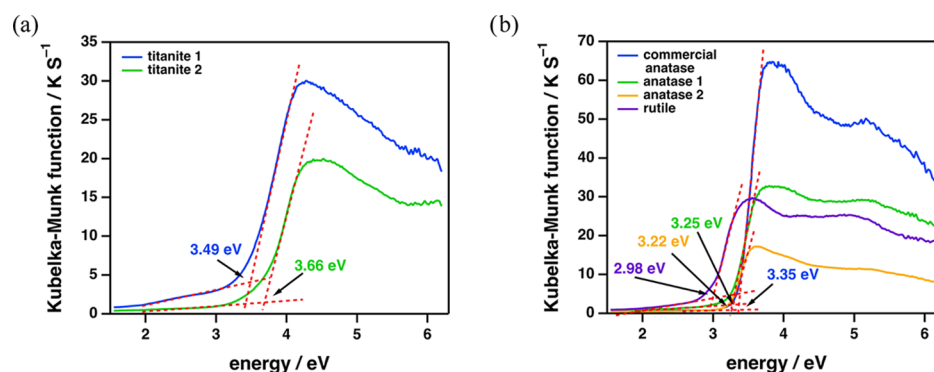 (a)
Kubelka-Munk function / K S⁻¹
35
30
25
20
15
10
5
0
titanite 1
titanite 2
3.49 eV
3.66 eV
2
3
4
5
6
energy / eV
(b)
Kubelka-Munk function / K S⁻¹
70
60
50
40
30
20
10
0
commercial
anatase
anatase 1
anatase 2
rutile
3.25 eV
3.22 eV
2.98 eV
3.35 eV
2
3
4
5
6
energy / eV